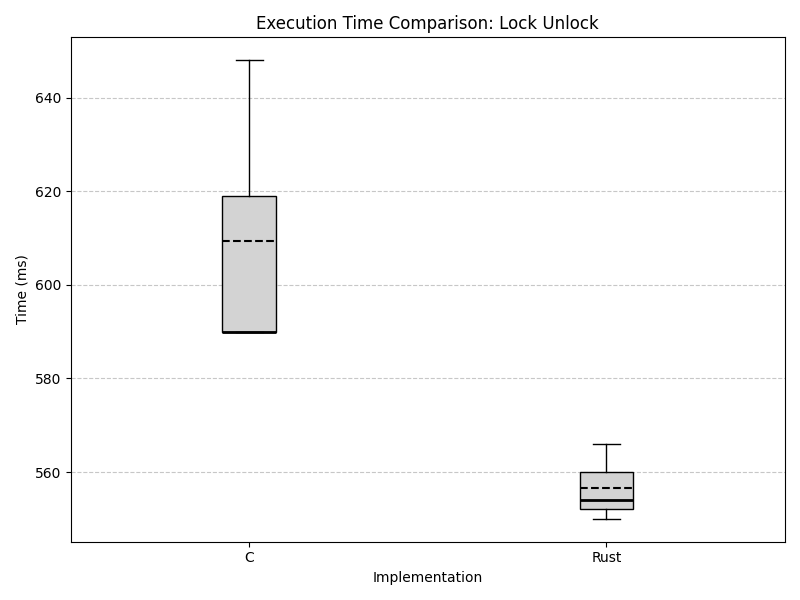 Execution Time Comparison: Lock Unlock
640
620
600
580
560
Time (ms)
C
Rust
Implementation